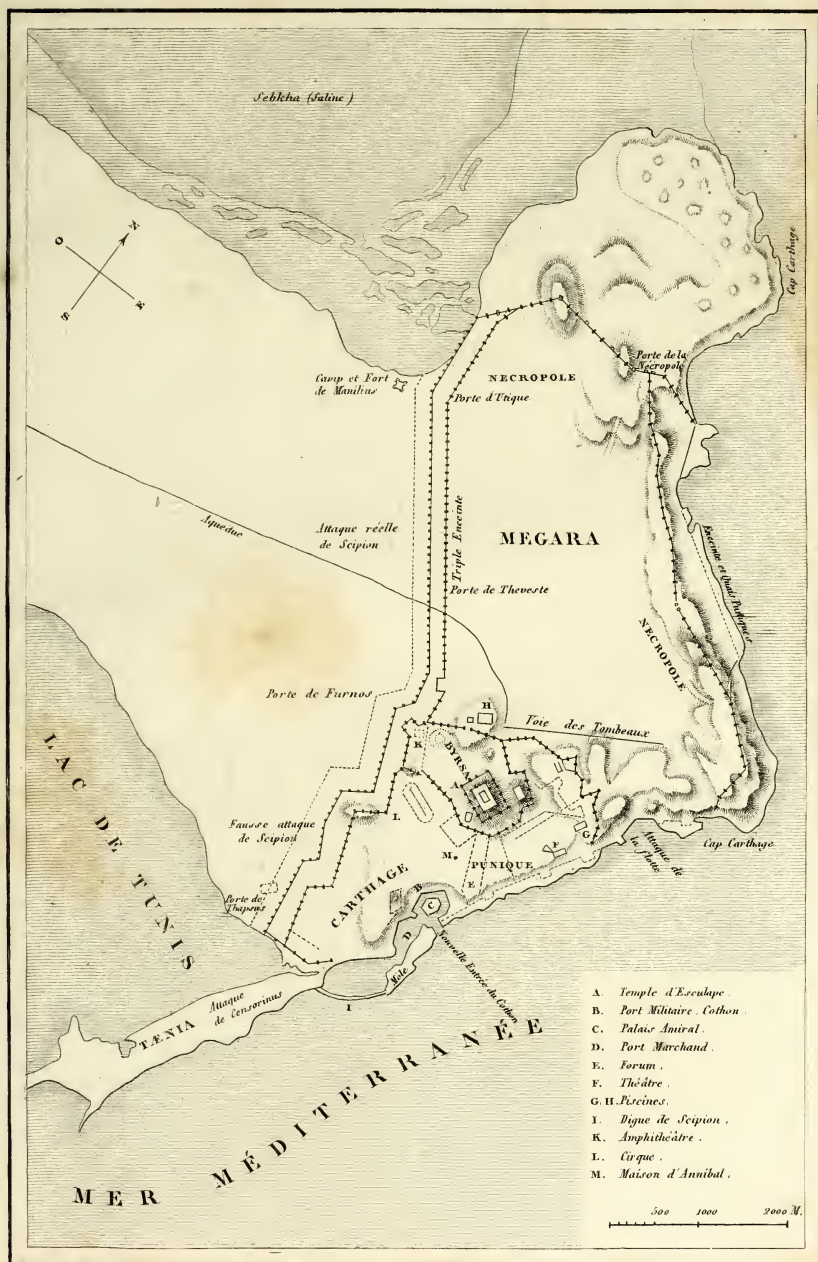 Sebkha (Saline)
N
O
S
E
Cap Carthage
Camp et Fort
de Manilius
NECROPOLE
Porte de la
Nécropole
Porte d'Utique
Aqueduc
Attaque réelle
de Scipion
Triple Enceinte
MEGARA
Enceinte et Quais Puniques
Porte de Theveste
NECROPOLE
Porte de Furnos
H
Voie des Tombeaux
K
BYRSA
A
LAC DE TUNIS
Fausse attaque
de Scipion
L
G
Attaque de
la flotte
Cap Carthage
M.
PUNIQUE
F
E
CARTHAGE
Porte de
Thapsus
B
C
D
Môle
Nouvelle Entrée du Cothon
Attaque
de Censorinus
TÆNIA
I
MER MÉDITERRANÉE
A. Temple d'Esculape.
B. Port Militaire. Cothon.
C. Palais Amiral.
D. Port Marchand.
E. Forum.
F. Théâtre.
G. H. Piscines.
I. Digue de Scipion.
K. Amphithéâtre.
L. Cirque.
M. Maison d'Annibal.
500 1000 2000 M.